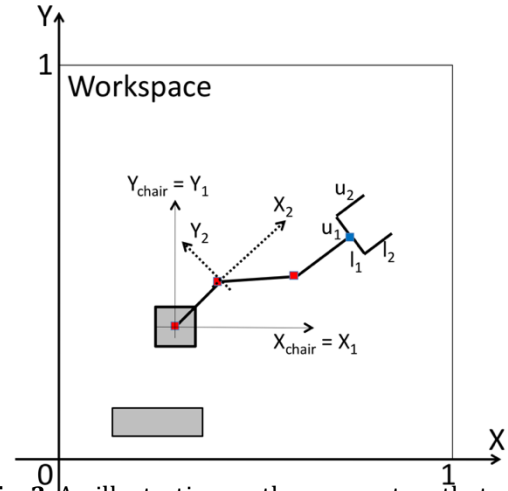 Y
1
Workspace
Ychair = Y1
X2
Y2
u2
u1
l1
l2
Xchair = X1
X
0
1